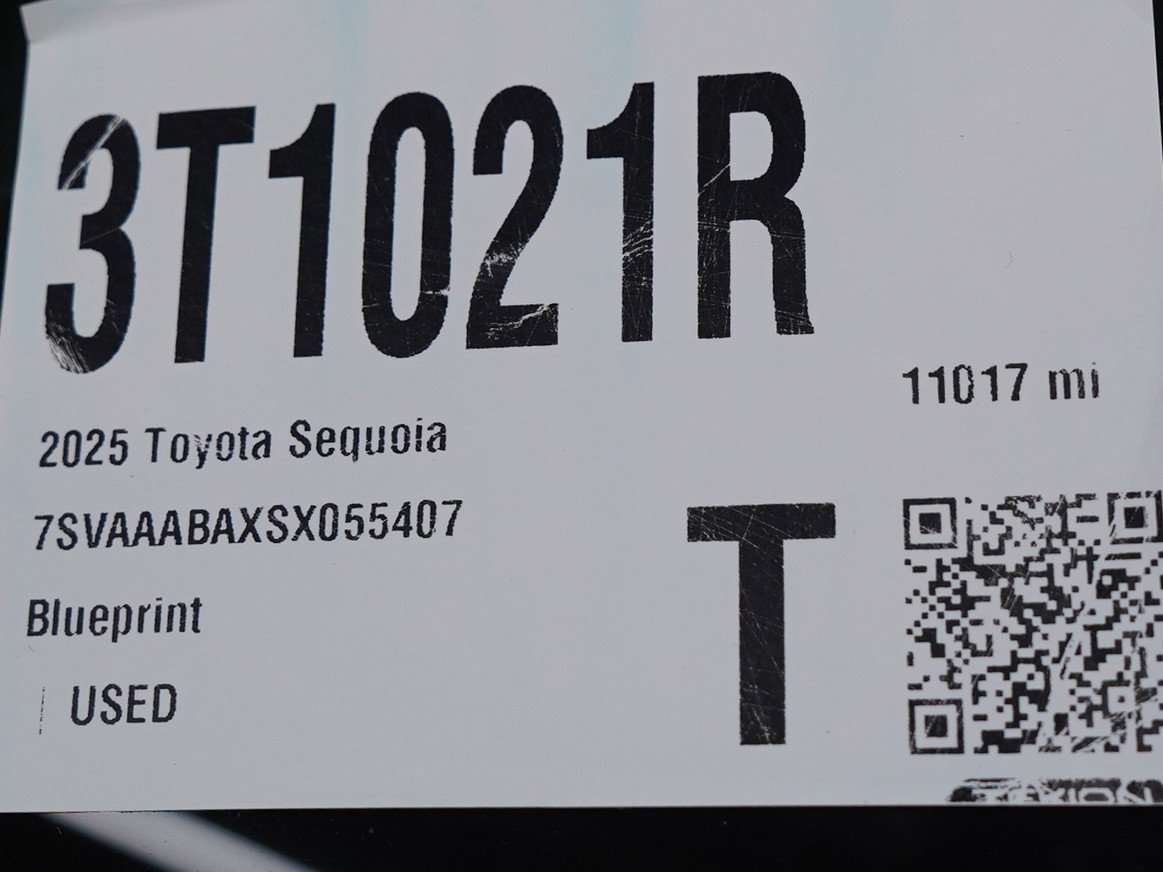 3T1021R
11017 mi
2025 Toyota Sequoia
7SVAAABAXSX055407
T
Blueprint
USED